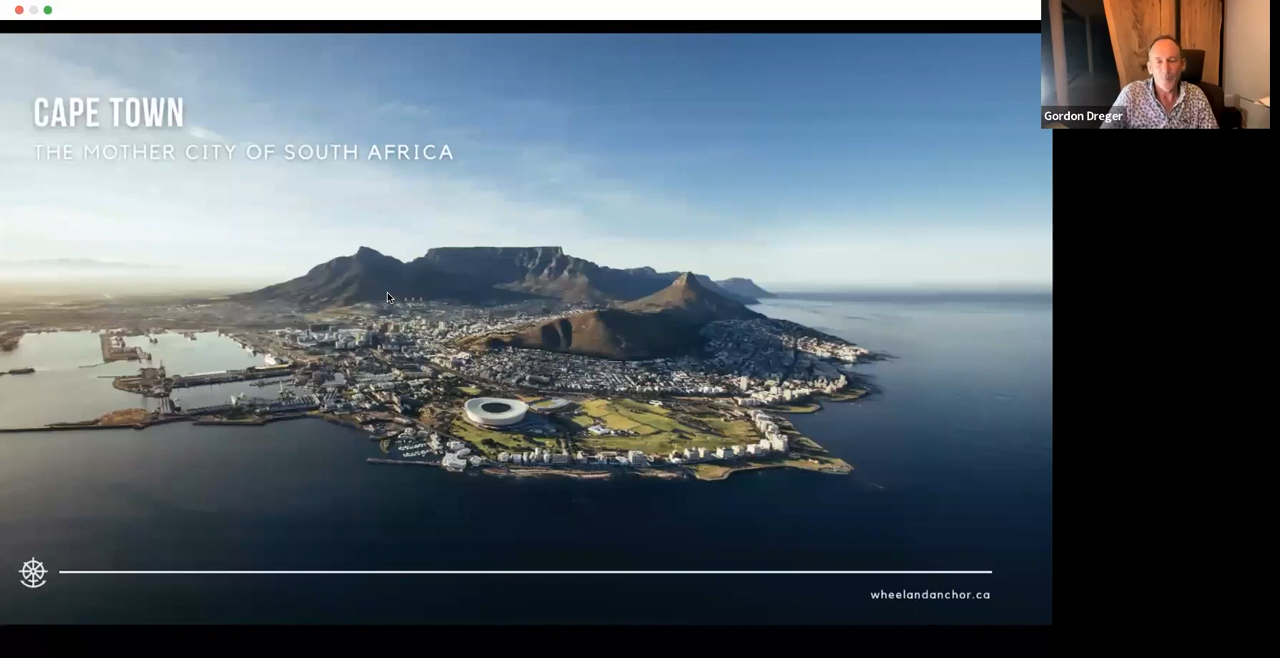 CAPE TOWN
THE MOTHER CITY OF SOUTH AFRICA
Gordon Dreger
wheelandanchor.ca